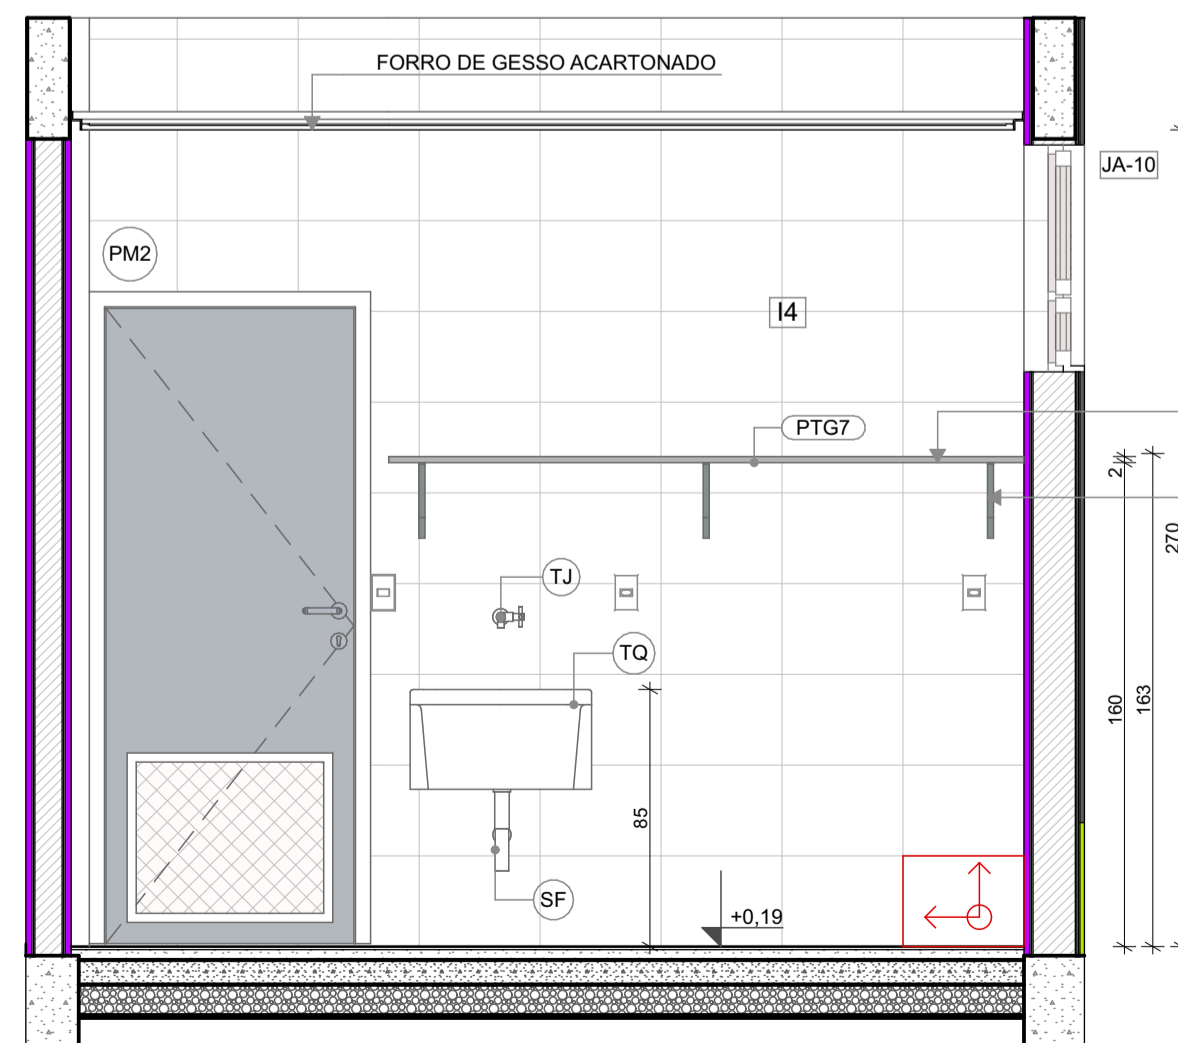 FORRO DE GESSO ACARTONADO
JA-10
PM2
I4
PTG7
2
270
TJ
TQ
160
163
85
SF
+0,19